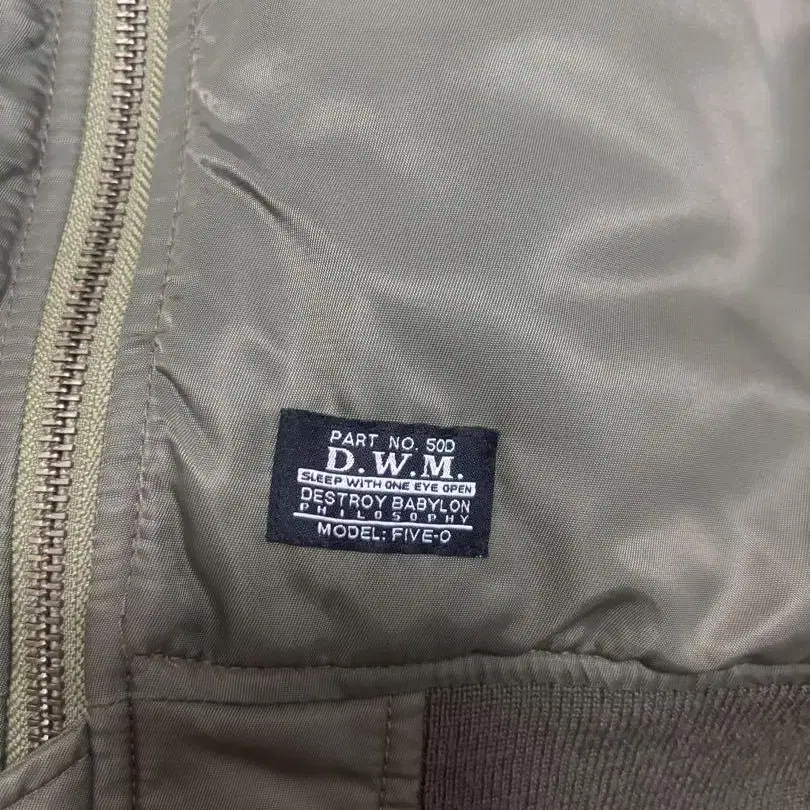 PART NO. 50D
D.W.M.
SLEEP WITH ONE EYE OPEN
DESTROY BABYLON
PHILOSOPHY
MODEL: FIVE-O